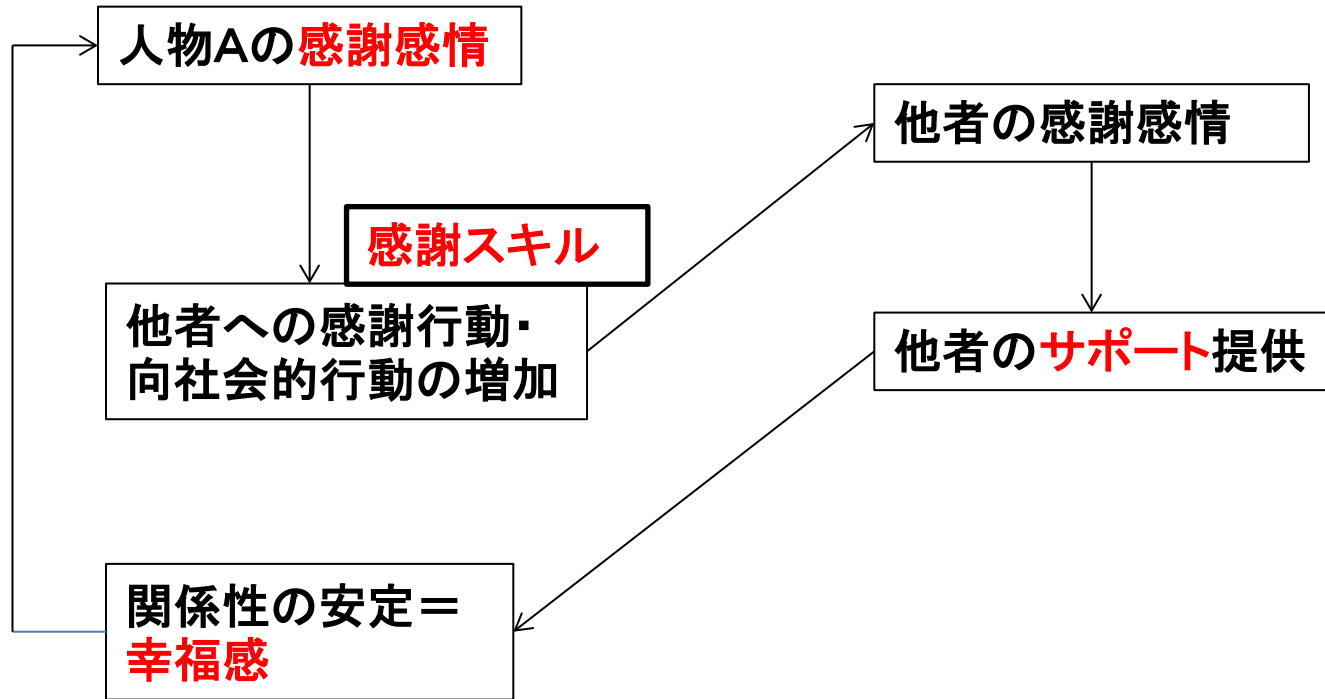 人物Aの感謝感情
他者の感謝感情
感謝スキル
他者への感謝行動・
向社会的行動の増加
他者のサポート提供
関係性の安定＝
幸福感